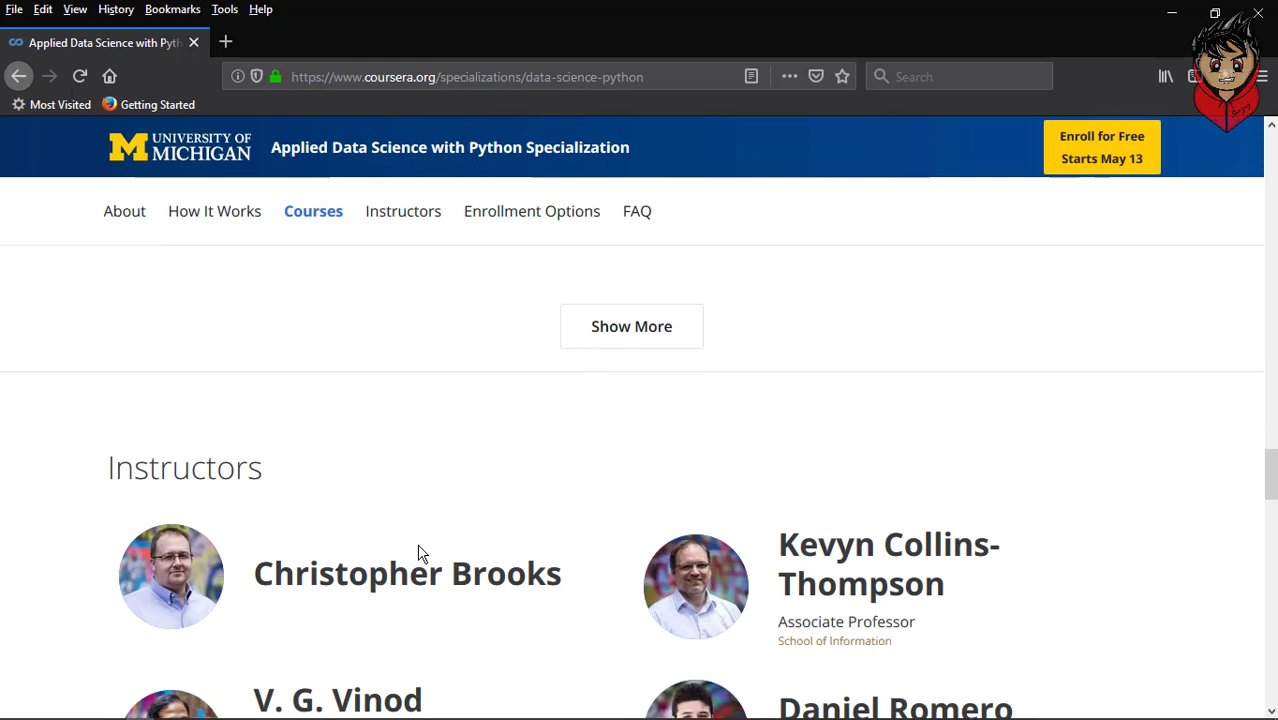 File Edit View History Bookmarks Tools Help
Applied Data Science with Pyth
https://www.coursera.org/specializations/data-science-python
Search
Most Visited Getting Started
UNIVERSITY OF
MICHIGAN
Applied Data Science with Python Specialization
Enroll for Free
Starts May 13
About How It Works Courses Instructors Enrollment Options FAQ
Show More
Instructors
Christopher Brooks
Kevyn Collins-
Thompson
Associate Professor
School of Information
V. G. Vinod
Daniel Romero